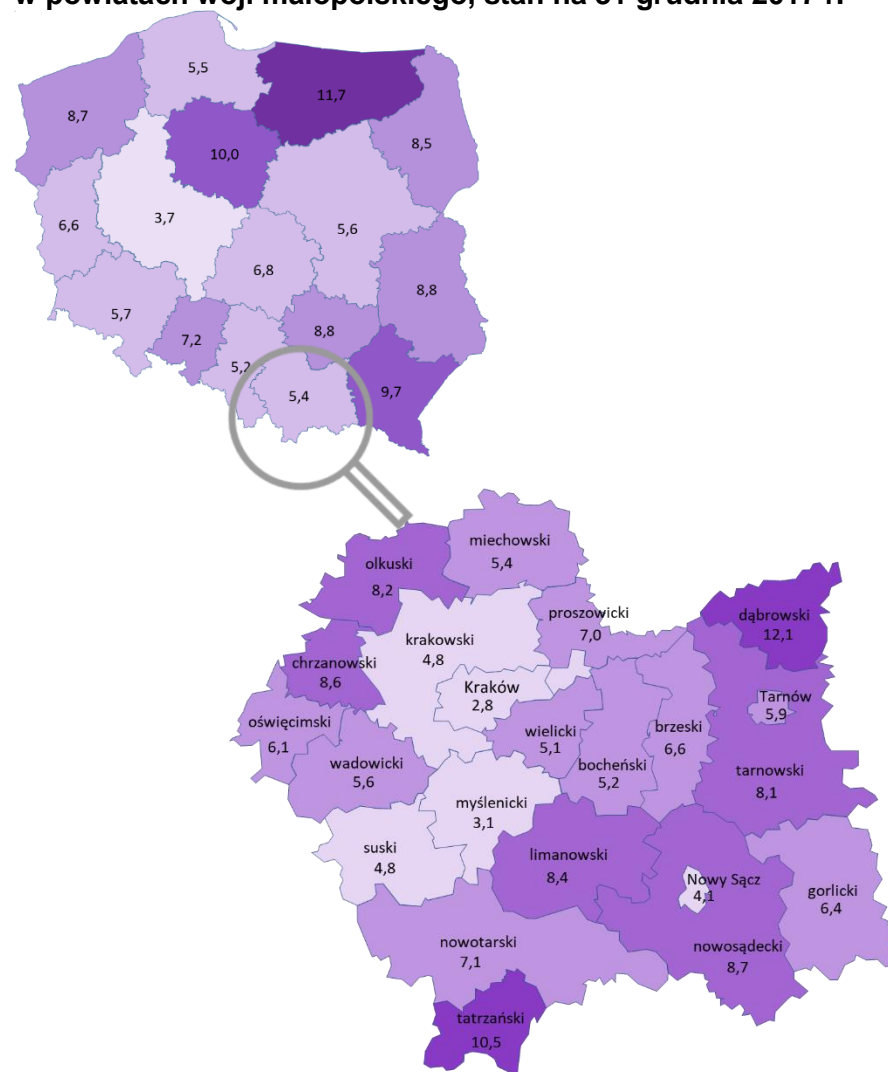 w powiatach woj. małopolskiego, stan na 31 grudnia 2017 r.
5,5
11,7
8,7
8,5
10,0
3,7
6,6
5,6
6,8
8,8
5,7
7,2
8,8
5,2
5,4
9,7
miechowski
5,4
olkuski
8,2
proszowicki
7,0
dąbrowski
12,1
krakowski
4,8
chrzanowski
8,6
Kraków
2,8
Tarnów
5,9
oświęcimski
6,1
wielicki
5,1
brzeski
6,6
wadowicki
5,6
bocheński
5,2
tarnowski
8,1
myślenicki
3,1
suski
4,8
limanowski
8,4
Nowy Sącz
4,1
gorlicki
6,4
nowotarski
7,1
nowosądecki
8,7
tatrzański
10,5